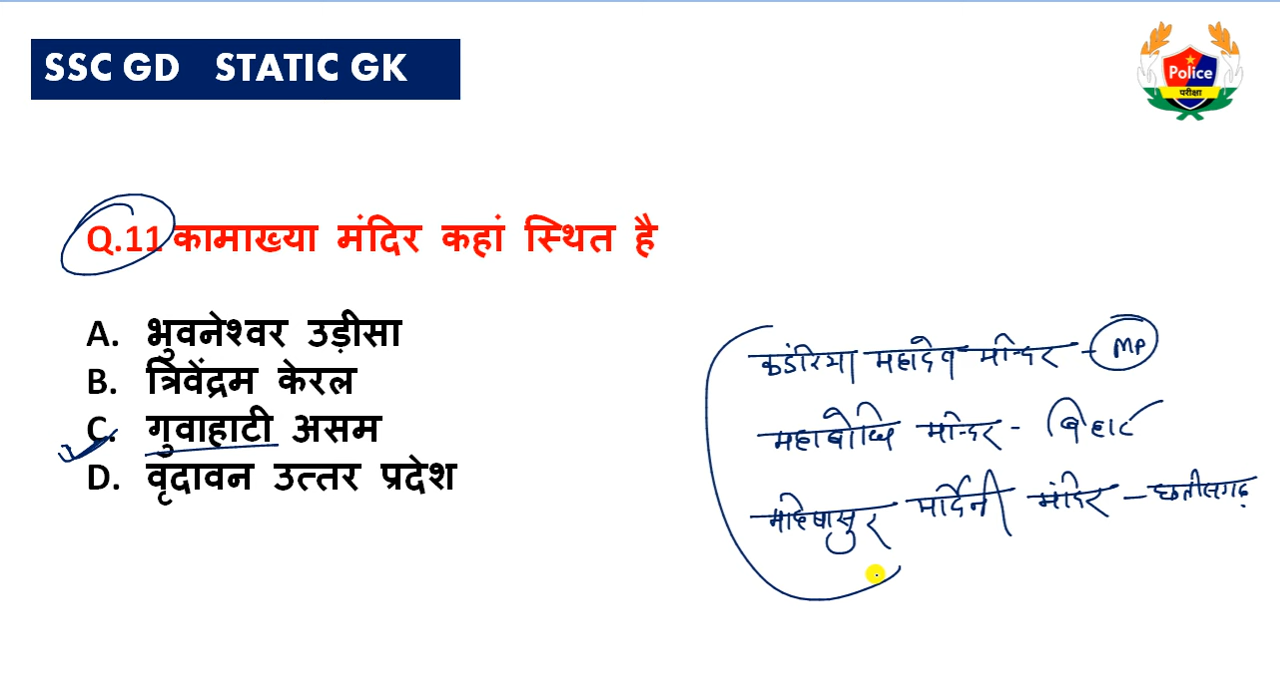 SSC GD STATIC GK
Police
परीक्षा
Q.11 कामाख्या मंदिर कहां स्थित है
A. भुवनेश्वर उड़ीसा
B. त्रिवेंद्रम केरल
C. गुवाहाटी असम
D. वृदावन उत्तर प्रदेश
कडंरिया महादेव मन्दिर - MP
महाबोधि मन्दिर - बिहार
महिषासुर मर्दिनी मंदिर - छत्तीसगढ़